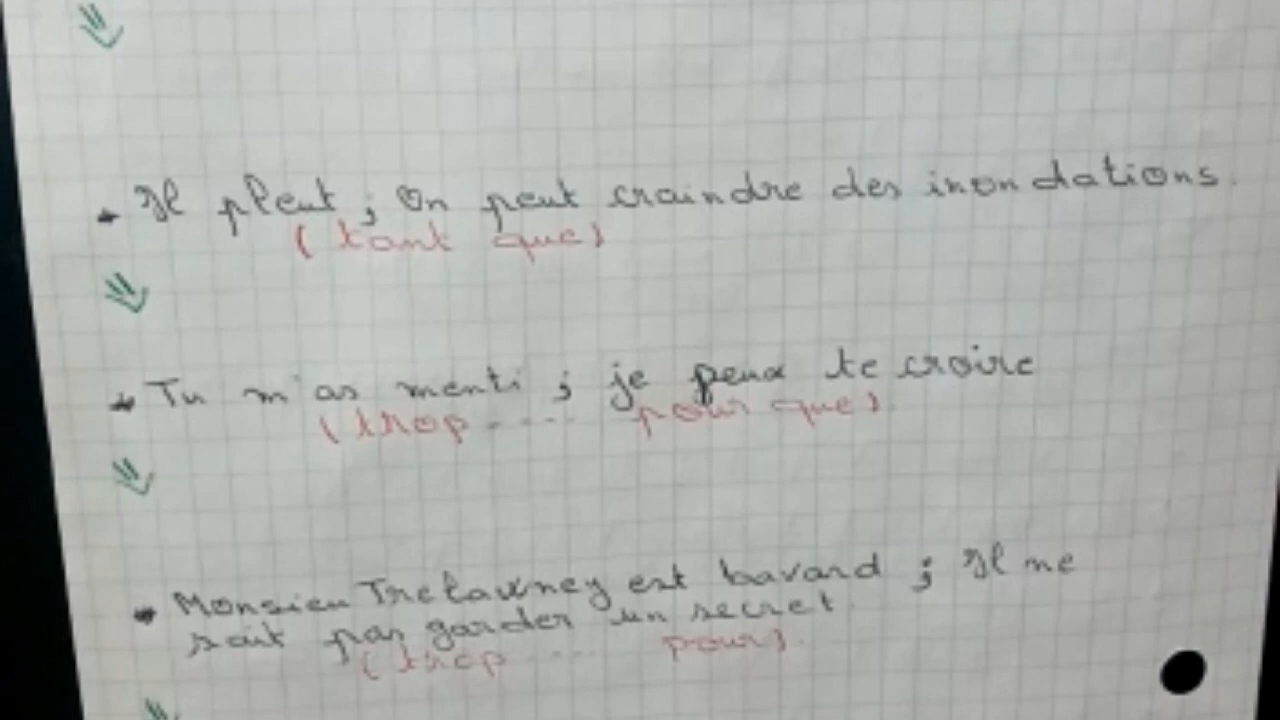 Il pleut ; On peut craindre des inondations.
(tant que)
Tu m'as menti ; je peux te croire
(trop ---- pour que).
Monsieu Trelawney est bavard ; Il ne
sait pas garder un secret.
(trop ---- pour).